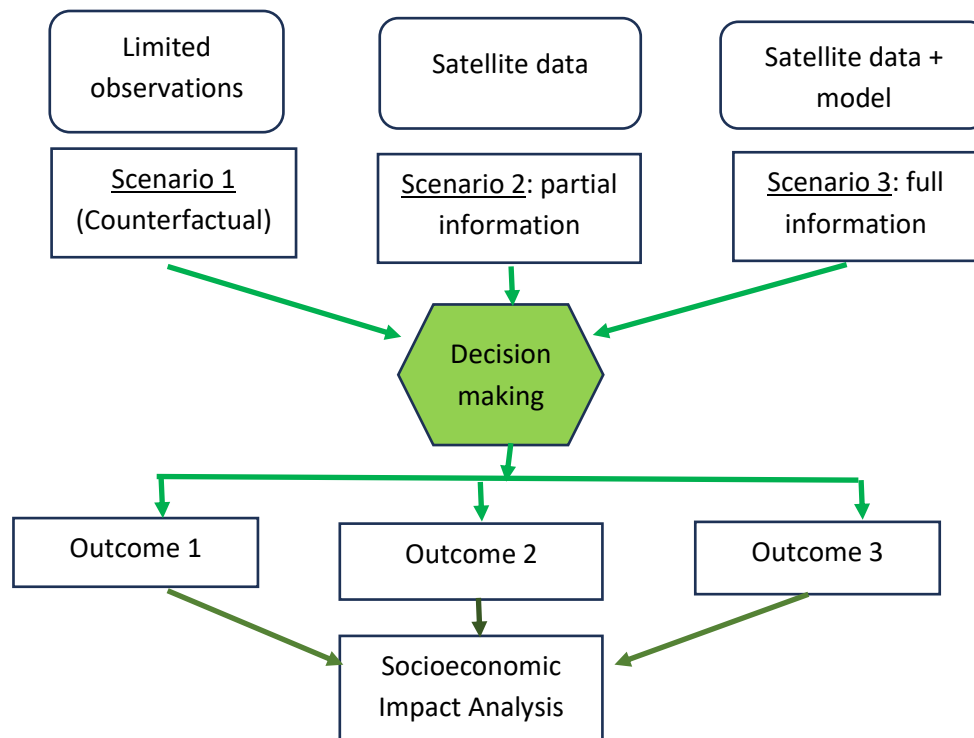 Limited
observations
Satellite data
Satellite data +
model
Scenario 1
(Counterfactual)
Scenario 2: partial
information
Scenario 3: full
information
Decision
making
Outcome 1
Outcome 2
Outcome 3
Socioeconomic
Impact Analysis